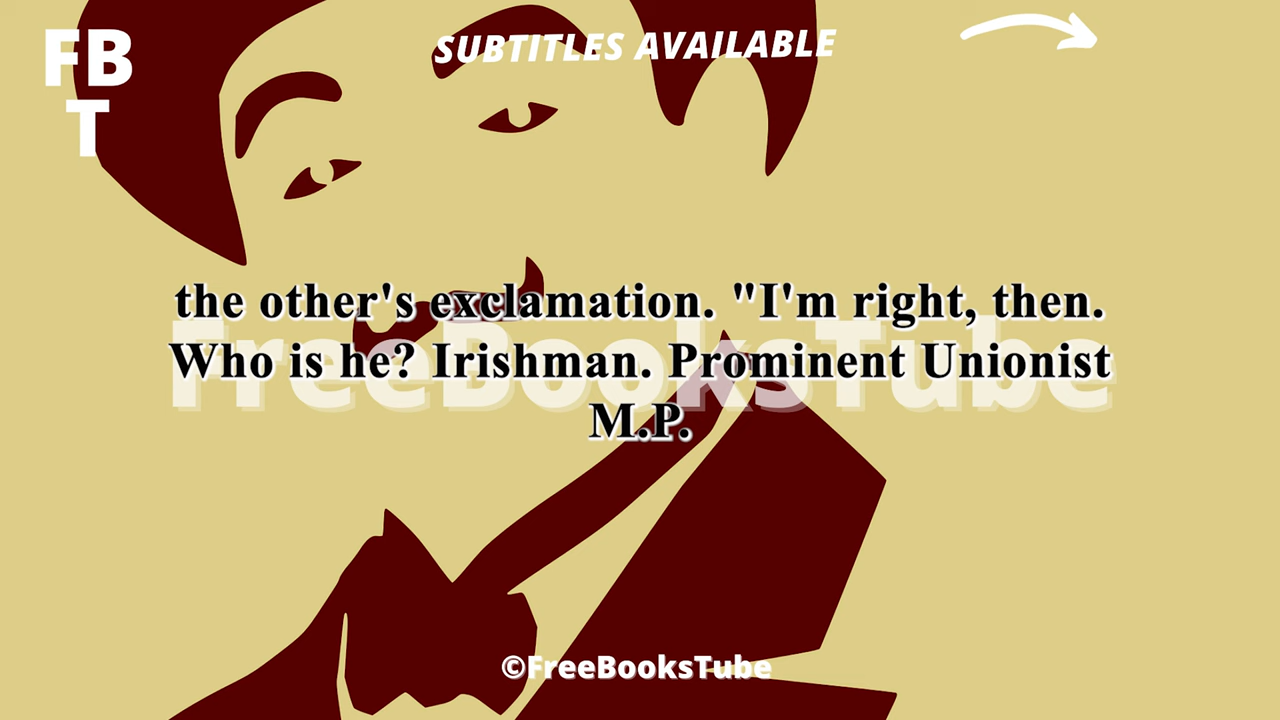 FB
T
SUBTITLES AVAILABLE
the other's exclamation. "I'm right, then.
Who is he? Irishman. Prominent Unionist
M.P.
FreeBooksTube
©FreeBooksTube